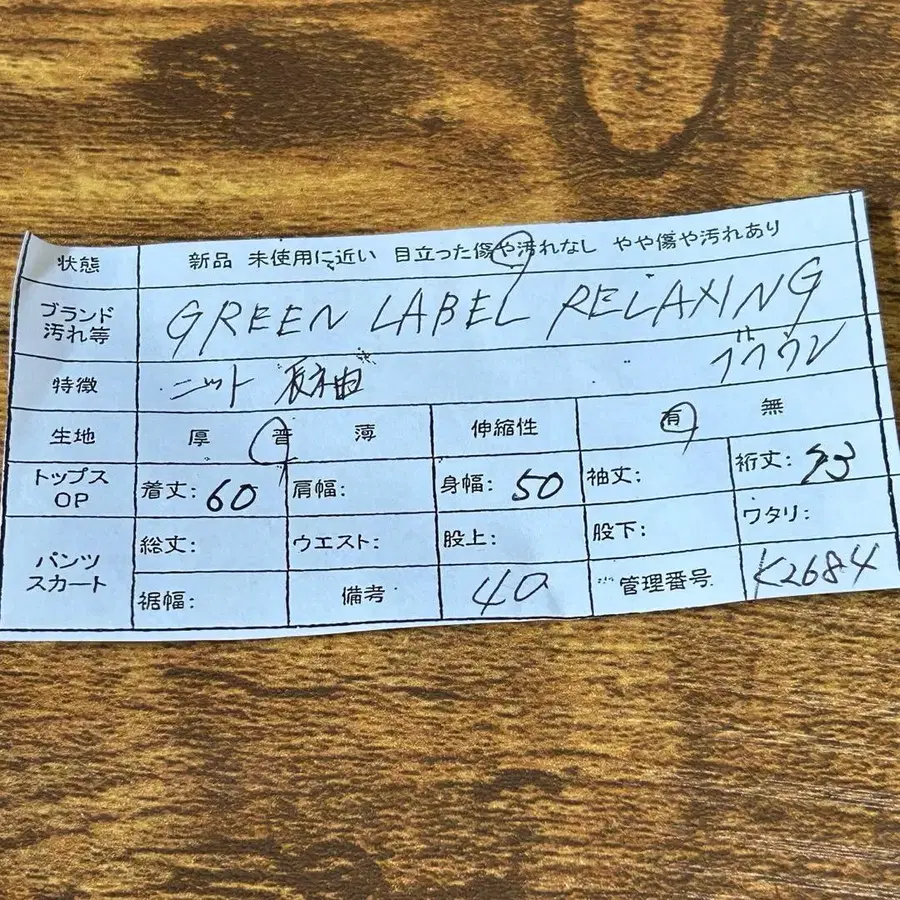 状態 新品 未使用に近い 目立った傷や汚れなし やや傷や汚れあり
ブランド 汚れ等 GREEN LABEL RELAXING
特徴 ニット 長袖 ブラウン
生地 厚 普 薄 伸縮性 有 無
トップス OP 着丈: 60 肩幅: 身幅: 50 袖丈: 裄丈: 73
パンツ スカート 総丈: ウエスト: 股上: 股下: ワタリ:
裾幅: 備考 40 管理番号 K2684